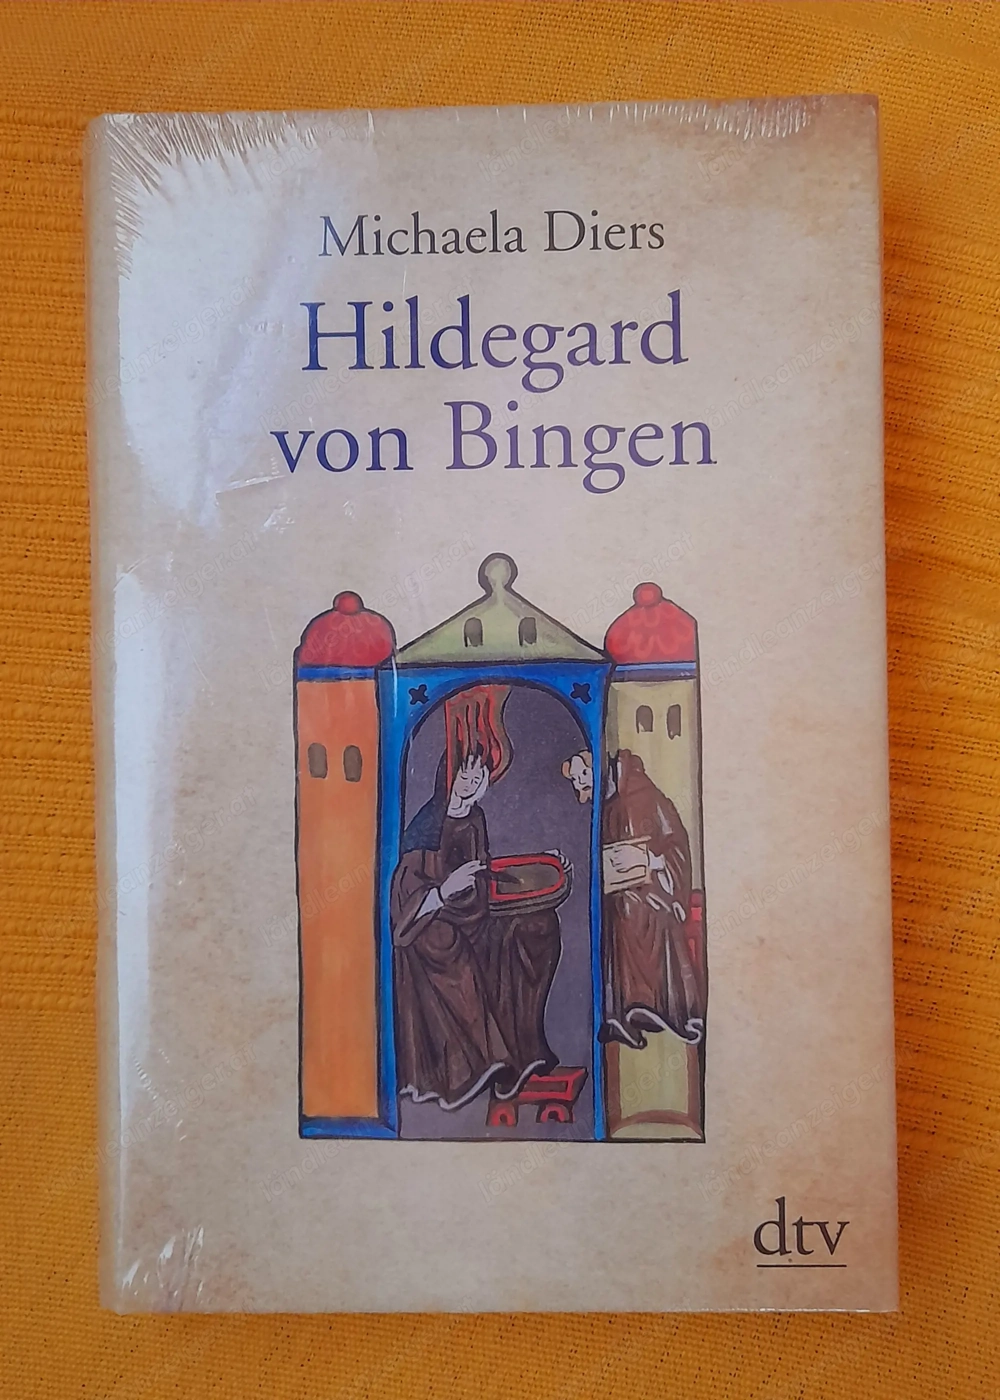 Michaela Diers
Hildegard
von Bingen
dtv